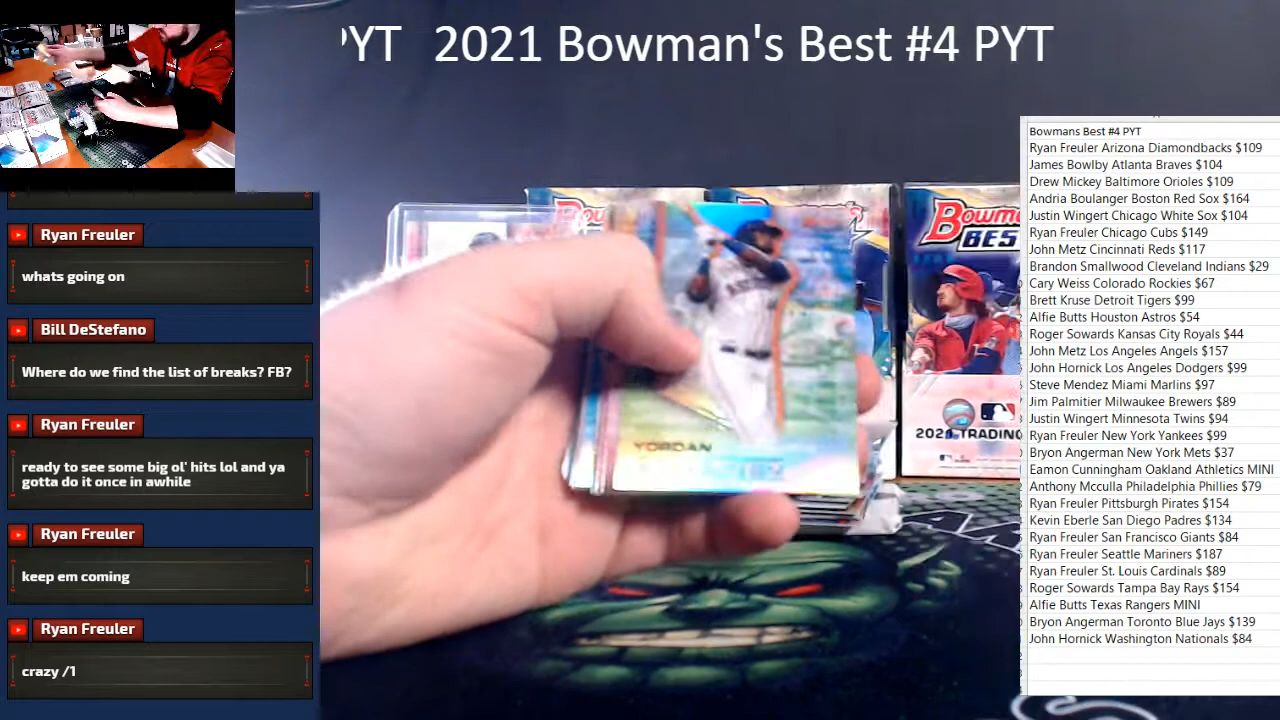 PYT 2021 Bowman's Best #4 PYT
Ryan Freuler
whats going on
Bill DeStefano
Where do we find the list of breaks? FB?
Ryan Freuler
ready to see some big ol' hits lol and ya
gotta do it once in awhile
Ryan Freuler
keep em coming
Ryan Freuler
crazy /1
YORDAN
Bowm
BES
TRADING
Bowmans Best #4 PYT
Ryan Freuler Arizona Diamondbacks $109
James Bowlby Atlanta Braves $104
Drew Mickey Baltimore Orioles $109
Andria Boulanger Boston Red Sox $164
Justin Wingert Chicago White Sox $104
Ryan Freuler Chicago Cubs $149
John Metz Cincinnati Reds $117
Brandon Smallwood Cleveland Indians $29
Cary Weiss Colorado Rockies $67
Brett Kruse Detroit Tigers $99
Alfie Butts Houston Astros $54
Roger Sowards Kansas City Royals $44
John Metz Los Angeles Angels $157
John Hornick Los Angeles Dodgers $99
Steve Mendez Miami Marlins $97
Jim Palmitier Milwaukee Brewers $89
Justin Wingert Minnesota Twins $94
Ryan Freuler New York Yankees $99
Bryon Angerman New York Mets $37
Eamon Cunningham Oakland Athletics MINI
Anthony Mcculla Philadelphia Phillies $79
Ryan Freuler Pittsburgh Pirates $154
Kevin Eberle San Diego Padres $134
Ryan Freuler San Francisco Giants $84
Ryan Freuler Seattle Mariners $187
Ryan Freuler St. Louis Cardinals $89
Roger Sowards Tampa Bay Rays $154
Alfie Butts Texas Rangers MINI
Bryon Angerman Toronto Blue Jays $139
John Hornick Washington Nationals $84